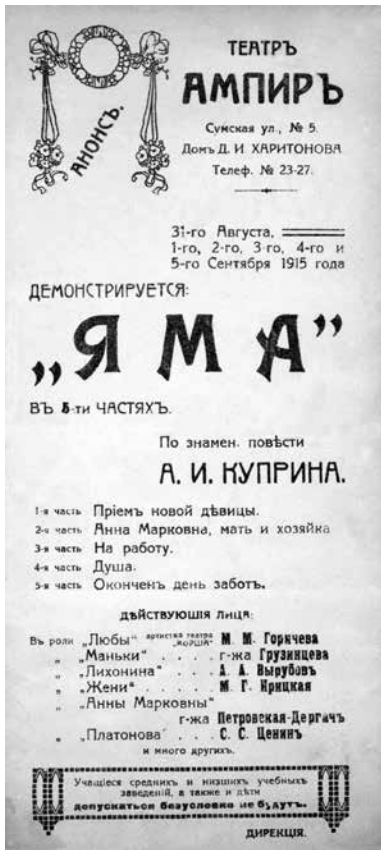 АНОНСЪ.
ТЕАТРЪ
АМПИРЪ
Сумская ул., № 5.
Домъ Д. И. ХАРИТОНОВА
Телеф. № 23-27.
31-го Августа,
1-го, 2-го, 3-го, 4-го и
5-го Сентября 1915 года
ДЕМОНСТРИРУЕТСЯ:
„ЯМА"
ВЪ 5-ти ЧАСТЯХЪ.
По знамен. повѣсти
А. И. КУПРИНА.
1-я часть Пріемъ новой дѣвицы.
2-я часть Анна Марковна, мать и хозяйка
3-я часть На работу.
4-я часть Душа.
5-я часть Оконченъ день заботъ.
ДѢЙСТВУЮЩІЯ ЛИЦА:
Въ роли „Любы" артистка театра „КОРША" М. М. Горичева
„ „Маньки" . . . . г-жа Грузинцева
„ „Лихонина" . . . А. А. Вырубовъ
„ „Жени" . . . . . М. Г. Крицкая
„ „Анны Марковны"
г-жа Петровская-Дергачъ
„ „Платонова" . . . С. С. Ценинъ
и много другихъ.
Учащіеся среднихъ и низшихъ учебныхъ
заведеній, а также и дѣти
допускаться безусловно не будутъ.
ДИРЕКЦІЯ.